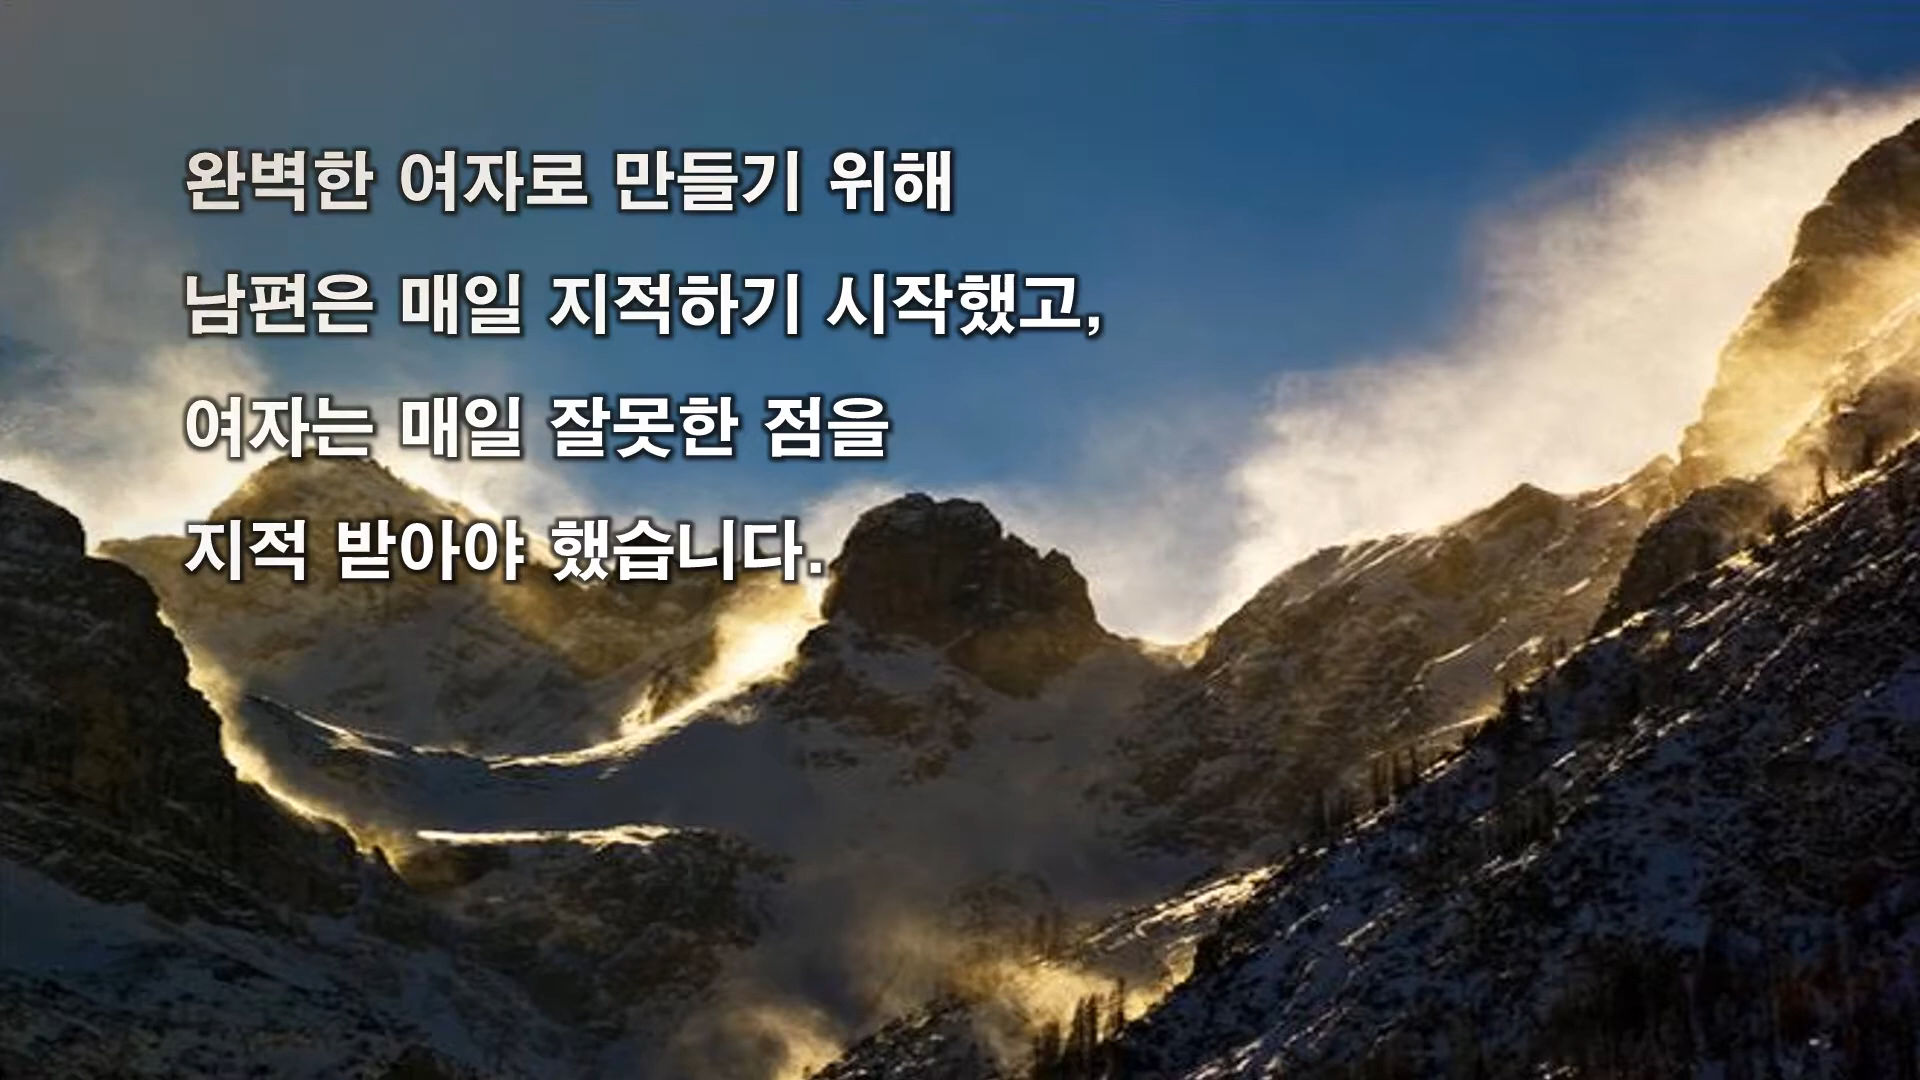 완벽한 여자로 만들기 위해
남편은 매일 지적하기 시작했고,
여자는 매일 잘못한 점을
지적 받아야 했습니다.